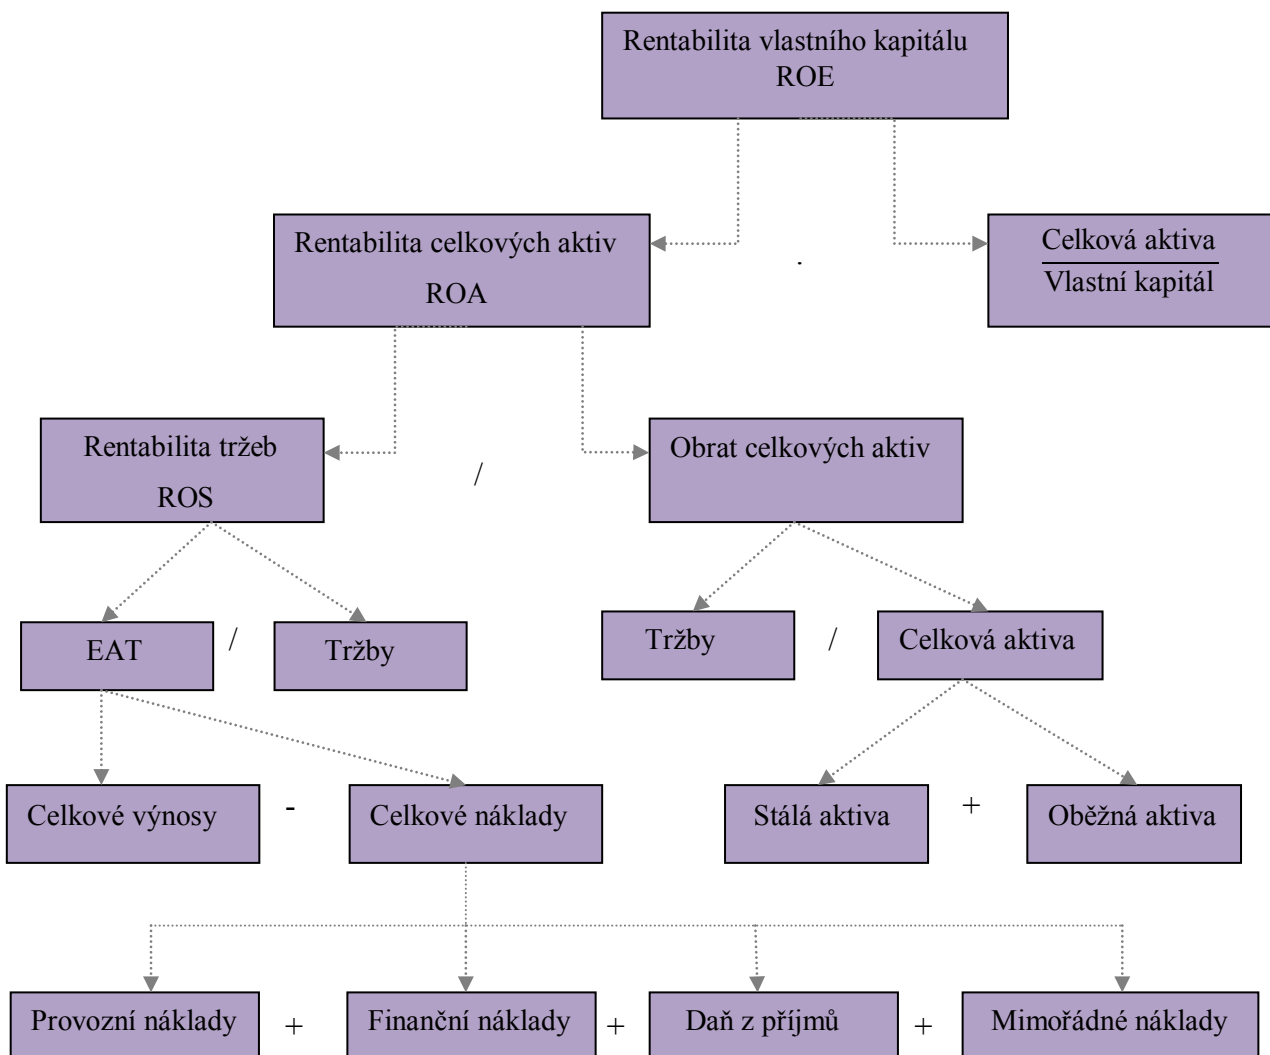 Rentabilita vlastního kapitálu
ROE
Rentabilita celkových aktiv
ROA
.
Celková aktiva
Vlastní kapitál
Rentabilita tržeb
ROS
/
Obrat celkových aktiv
EAT
/
Tržby
Tržby
/
Celková aktiva
Celkové výnosy
-
Celkové náklady
Stálá aktiva
+
Oběžná aktiva
Provozní náklady
+
Finanční náklady
+
Daň z příjmů
+
Mimořádné náklady